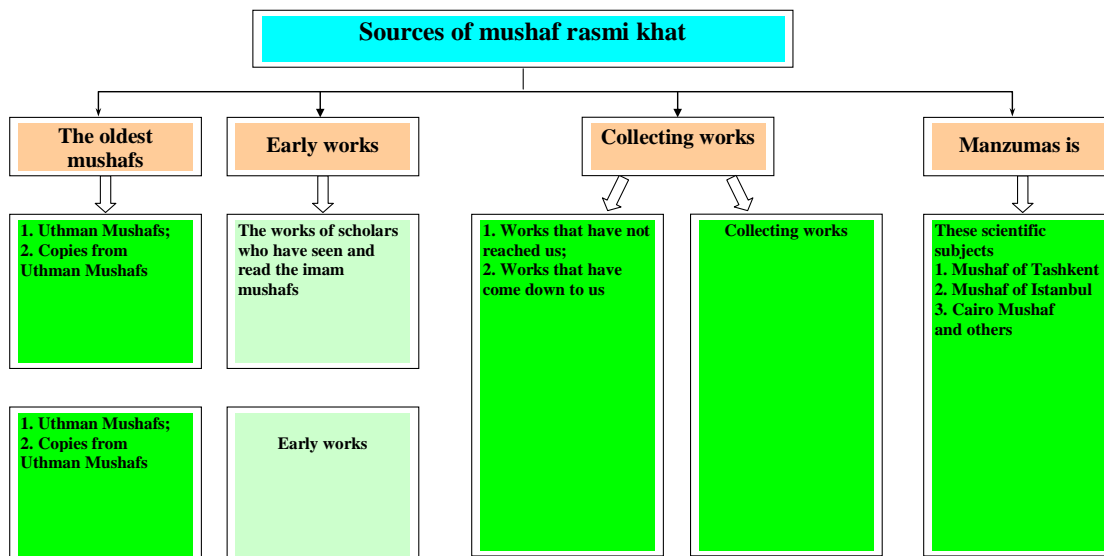 Sources of mushaf rasmi khat
The oldest
mushafs
Early works
Collecting works
Manzumas is
1. Uthman Mushafs;
2. Copies from
Uthman Mushafs
The works of scholars
who have seen and
read the imam
mushafs
1. Works that have not
reached us;
2. Works that have
come down to us
Collecting works
These scientific
subjects
1. Mushaf of Tashkent
2. Mushaf of Istanbul
3. Cairo Mushaf
and others
1. Uthman Mushafs;
2. Copies from
Uthman Mushafs
Early works